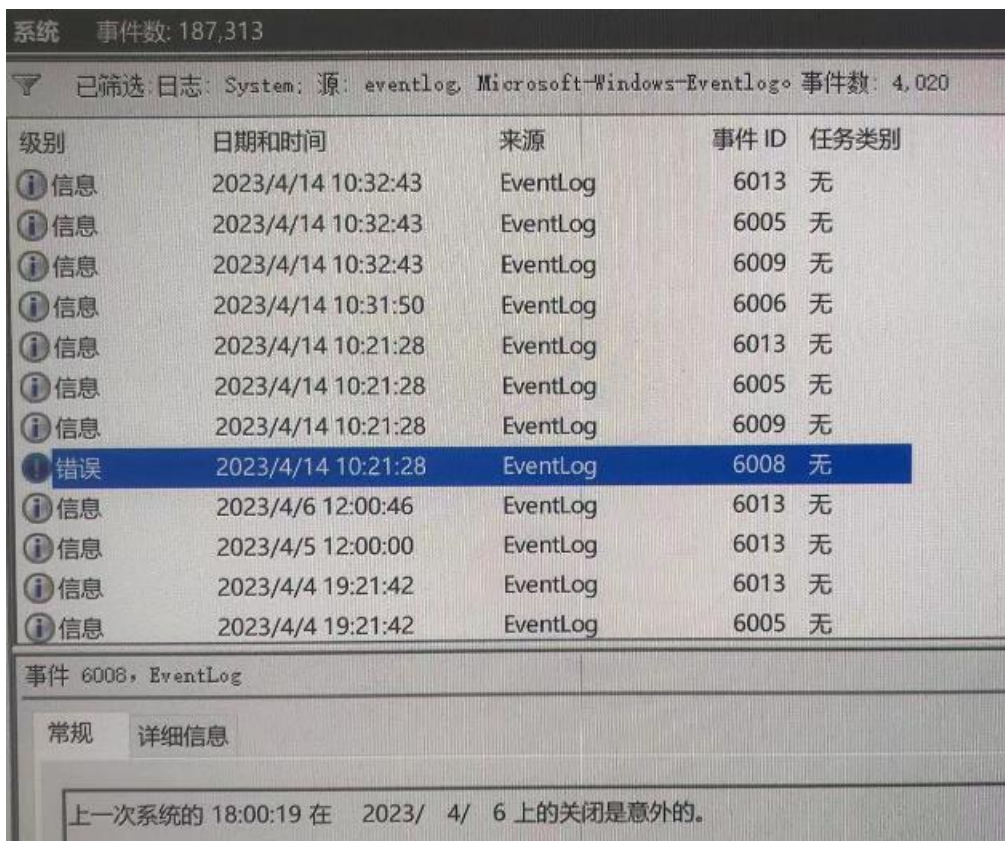 系统 事件数: 187,313
已筛选:日志: System; 源: eventlog, Microsoft-Windows-Eventlog。事件数: 4,020
级别 日期和时间 来源 事件 ID 任务类别
信息 2023/4/14 10:32:43 EventLog 6013 无
信息 2023/4/14 10:32:43 EventLog 6005 无
信息 2023/4/14 10:32:43 EventLog 6009 无
信息 2023/4/14 10:31:50 EventLog 6006 无
信息 2023/4/14 10:21:28 EventLog 6013 无
信息 2023/4/14 10:21:28 EventLog 6005 无
信息 2023/4/14 10:21:28 EventLog 6009 无
错误 2023/4/14 10:21:28 EventLog 6008 无
信息 2023/4/6 12:00:46 EventLog 6013 无
信息 2023/4/5 12:00:00 EventLog 6013 无
信息 2023/4/4 19:21:42 EventLog 6013 无
信息 2023/4/4 19:21:42 EventLog 6005 无
事件 6008，EventLog
常规 详细信息
上一次系统的 18:00:19 在 2023/ 4/ 6 上的关闭是意外的。